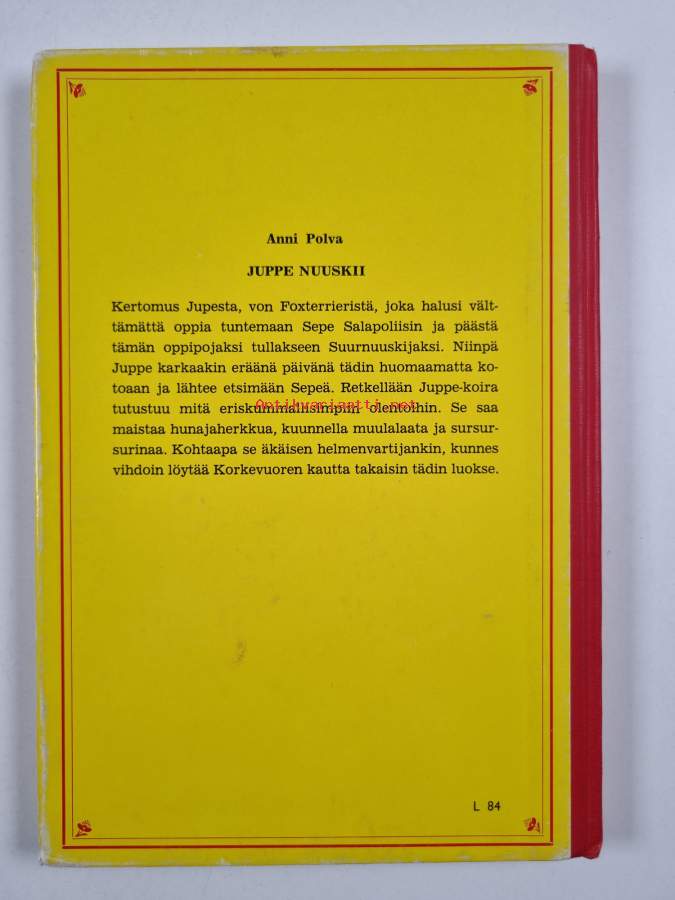 Anni Polva
JUPPE NUUSKII
Kertomus Jupesta, von Foxterrieristä, joka halusi vält-
tämättä oppia tuntemaan Sepe Salapoliisin ja päästä
tämän oppipojaksi tullakseen Suurnuuskijaksi. Niinpä
Juppe karkaakin eräänä päivänä tädin huomaamatta ko-
toaan ja lähtee etsimään Sepeä. Retkellään Juppe-koira
Antikvariaatti.net
tutustuu mitä eriskummallisimpiin olentoihin. Se saa
maistaa hunajaherkkua, kuunnella muulalaata ja sursur-
surinaa. Kohtaapa se äkäisen helmenvartijankin, kunnes
vihdoin löytää Korkevuoren kautta takaisin tädin luokse.
L 84